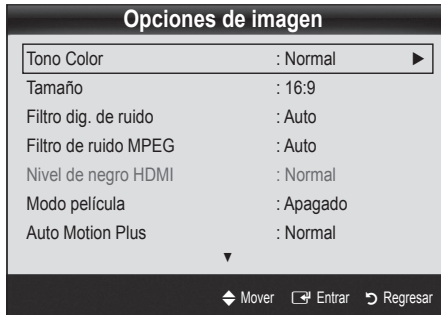 Opciones de imagen
Tono Color : Normal ►
Tamaño : 16:9
Filtro dig. de ruido : Auto
Filtro de ruido MPEG : Auto
Nivel de negro HDMI : Normal
Modo película : Apagado
Auto Motion Plus : Normal
▼
Mover Entrar Regresar